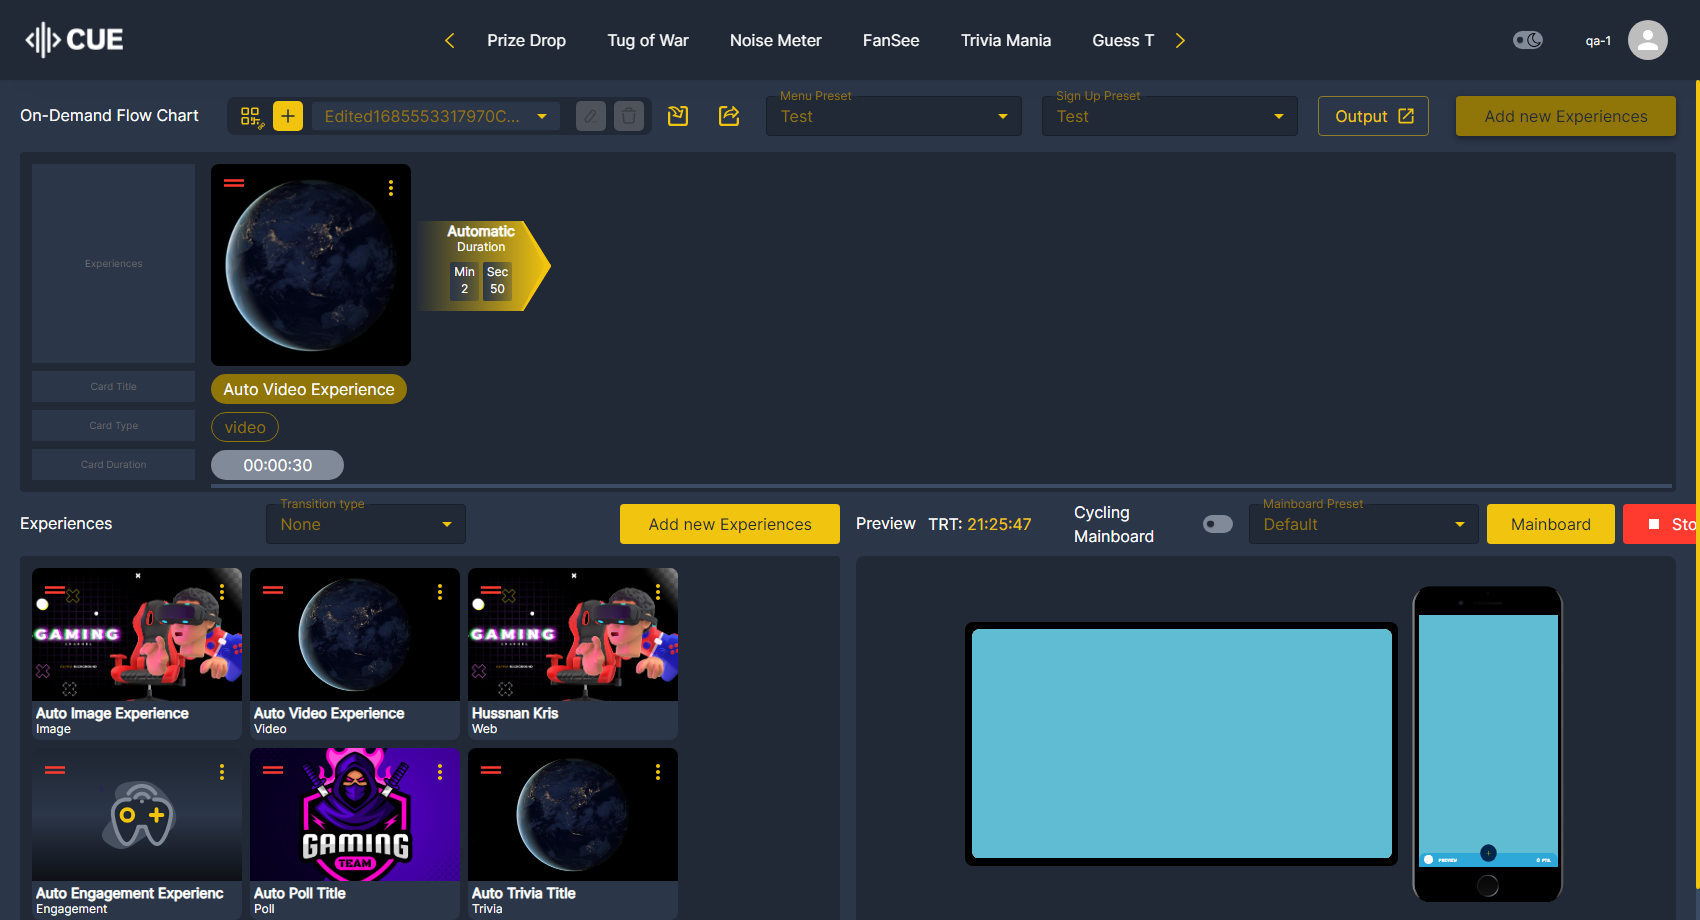 CUE
Prize Drop
Tug of War
Noise Meter
FanSee
Trivia Mania
Guess T
qa-1
On-Demand Flow Chart
Edited1685553317970C...
Menu Preset
Test
Sign Up Preset
Test
Output
Add new Experiences
Experiences
Automatic
Duration
Min
Sec
2
50
Card Title
Auto Video Experience
Card Type
video
Card Duration
00:00:30
Experiences
Transition type
None
Add new Experiences
Preview
TRT: 21:25:47
Cycling
Mainboard
Mainboard Preset
Default
Mainboard
Sto
GAMING
CHANNEL
Auto Image Experience
Image
Auto Video Experience
Video
GAMING
CHANNEL
Hussnan Kris
Web
Auto Engagement Experienc
Engagement
GAMING
TEAM
Auto Poll Title
Poll
Auto Trivia Title
Trivia
PREVIEW
0 PTS.